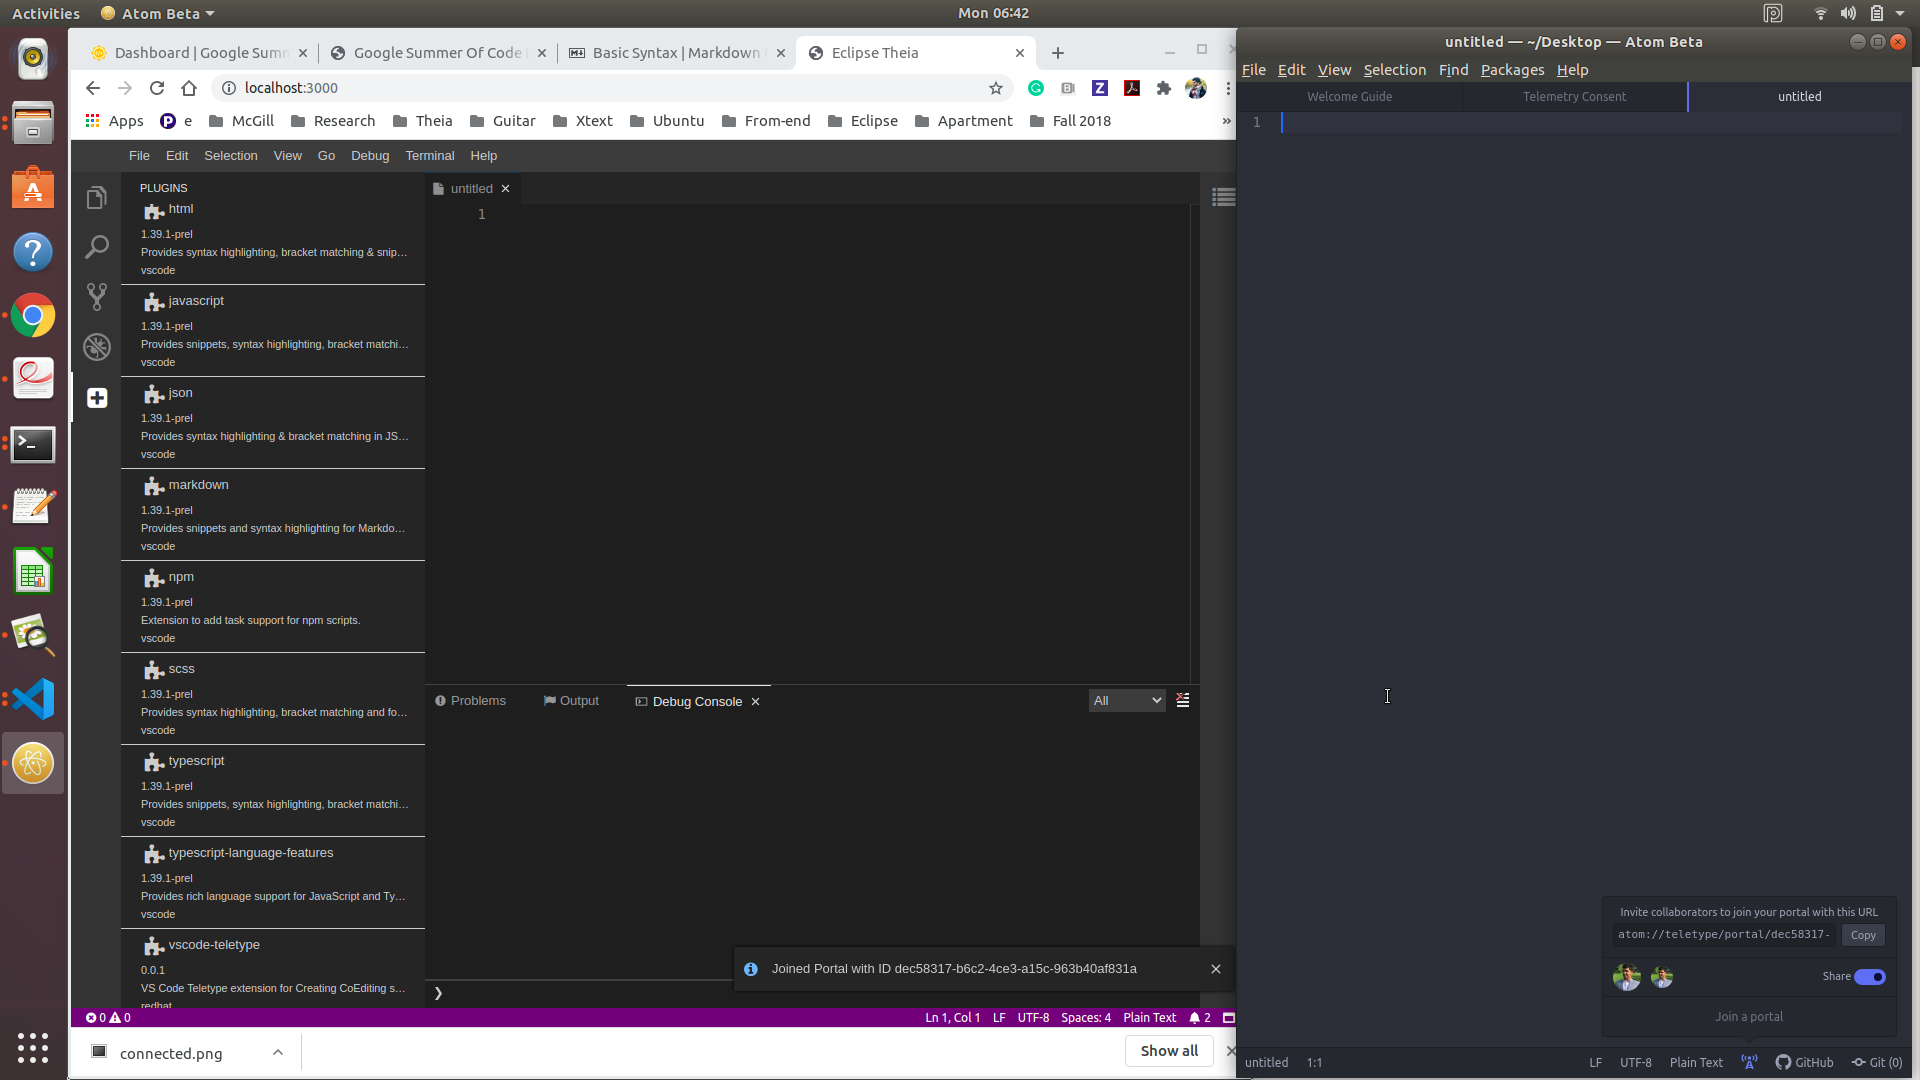 Activities
Atom Beta
Mon 06:42
Dashboard | Google Summ
Google Summer Of Code
Basic Syntax | Markdown
Eclipse Theia
localhost:3000
Apps
e
McGill
Research
Theia
Guitar
Xtext
Ubuntu
From-end
Eclipse
Apartment
Fall 2018
»
File Edit Selection View Go Debug Terminal Help
PLUGINS
html
1.39.1-prel
Provides syntax highlighting, bracket matching & snip...
vscode
javascript
1.39.1-prel
Provides snippets, syntax highlighting, bracket matchi...
vscode
json
1.39.1-prel
Provides syntax highlighting & bracket matching in JS...
vscode
markdown
1.39.1-prel
Provides snippets and syntax highlighting for Markdo...
vscode
npm
1.39.1-prel
Extension to add task support for npm scripts.
vscode
scss
1.39.1-prel
Provides syntax highlighting, bracket matching and fo...
vscode
typescript
1.39.1-prel
Provides snippets, syntax highlighting, bracket matchi...
vscode
typescript-language-features
1.39.1-prel
Provides rich language support for JavaScript and Ty...
vscode
vscode-teletype
0.0.1
VS Code Teletype extension for Creating CoEditing s...
redhat
untitled
1
Problems
Output
Debug Console
All
Joined Portal with ID dec58317-b6c2-4ce3-a15c-963b40af831a
0 0
Ln 1, Col 1 LF UTF-8 Spaces: 4 Plain Text 2
connected.png
Show all
untitled — ~/Desktop — Atom Beta
File Edit View Selection Find Packages Help
Welcome Guide
Telemetry Consent
untitled
1
Invite collaborators to join your portal with this URL
atom://teletype/portal/dec58317-
Copy
Share
Join a portal
untitled 1:1
LF UTF-8 Plain Text GitHub Git (0)